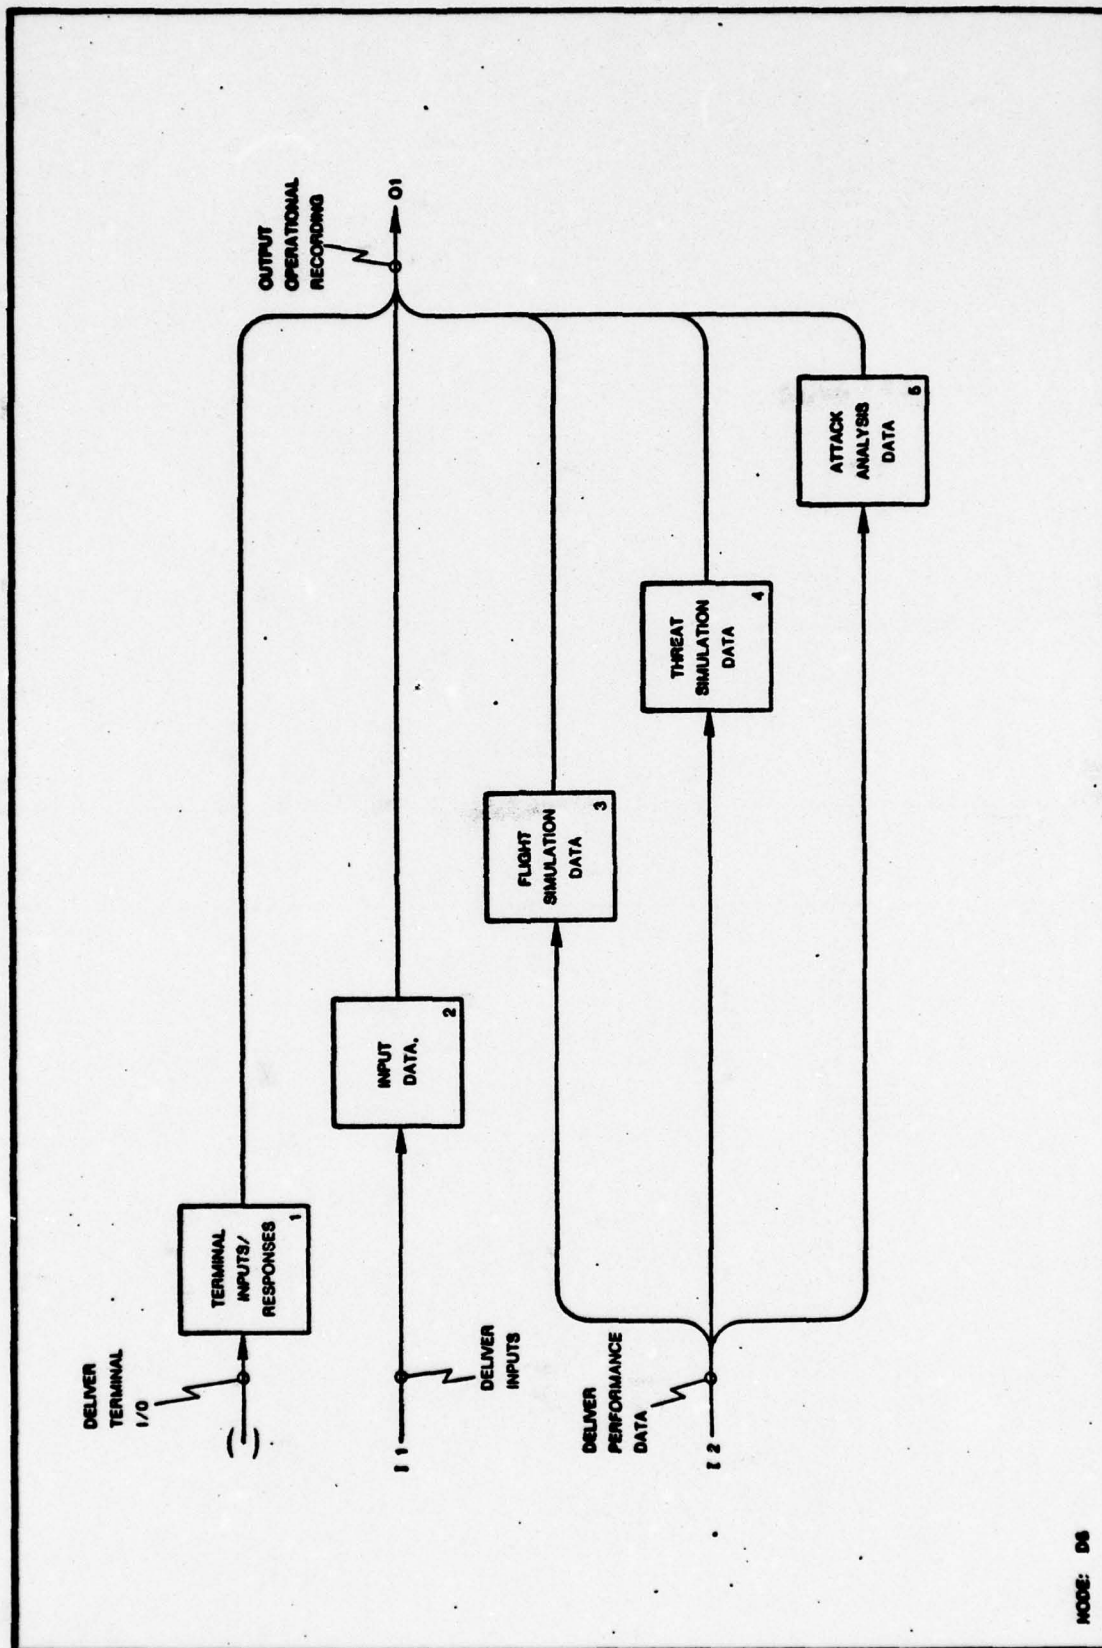 DELIVER
TERMINAL
I/O
TERMINAL
INPUTS/
RESPONSES
1
OUTPUT
OPERATIONAL
RECORDING
O1
I 1
DELIVER
INPUTS
INPUT
DATA.
2
DELIVER
PERFORMANCE
DATA
I 2
FLIGHT
SIMULATION
DATA
3
THREAT
SIMULATION
DATA
4
ATTACK
ANALYSIS
DATA
5
NODE: D6